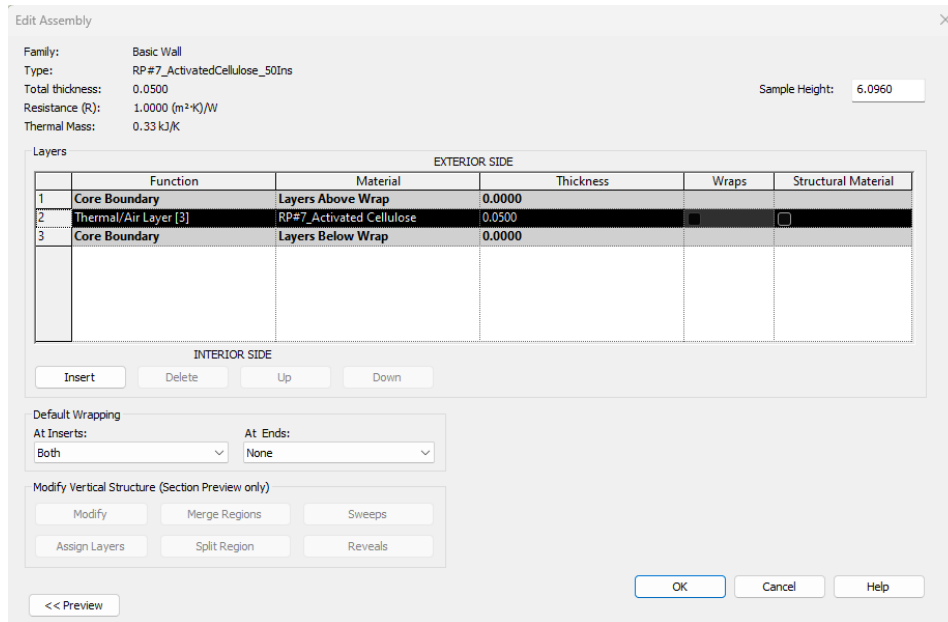 Edit Assembly
Family: Basic Wall
Type: RP#7_ActivatedCellulose_50Ins
Total thickness: 0.0500
Sample Height: 6.0960
Resistance (R): 1.0000 (m²·K)/W
Thermal Mass: 0.33 kJ/K
Layers
EXTERIOR SIDE
Function Material Thickness Wraps Structural Material
1 Core Boundary Layers Above Wrap 0.0000
2 Thermal/Air Layer [3] RP#7_Activated Cellulose 0.0500
3 Core Boundary Layers Below Wrap 0.0000
INTERIOR SIDE
Insert Delete Up Down
Default Wrapping
At Inserts: At Ends:
Both None
Modify Vertical Structure (Section Preview only)
Modify Merge Regions Sweeps
Assign Layers Split Region Reveals
OK Cancel Help
<< Preview